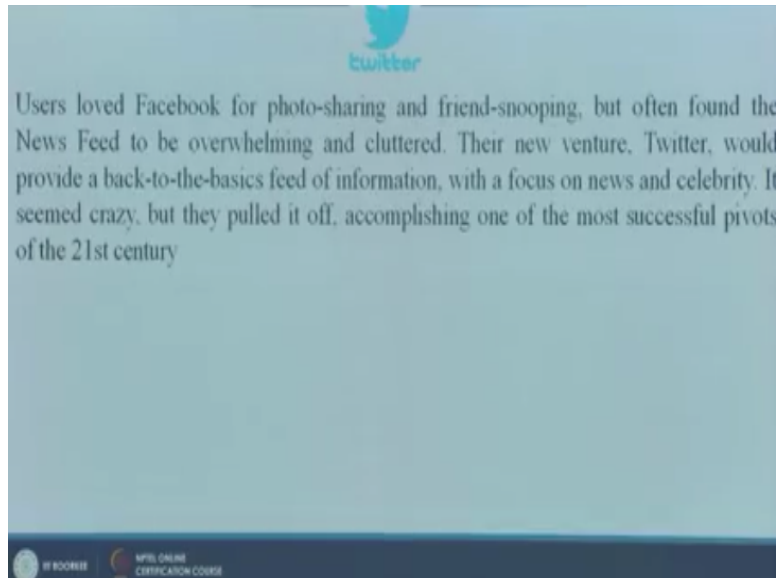 twitter
Users loved Facebook for photo-sharing and friend-snooping, but often found the
News Feed to be overwhelming and cluttered. Their new venture, Twitter, would
provide a back-to-the-basics feed of information, with a focus on news and celebrity. It
seemed crazy, but they pulled it off, accomplishing one of the most successful pivots
of the 21st century
IIT ROORKEE
NPTEL ONLINE
CERTIFICATION COURSE